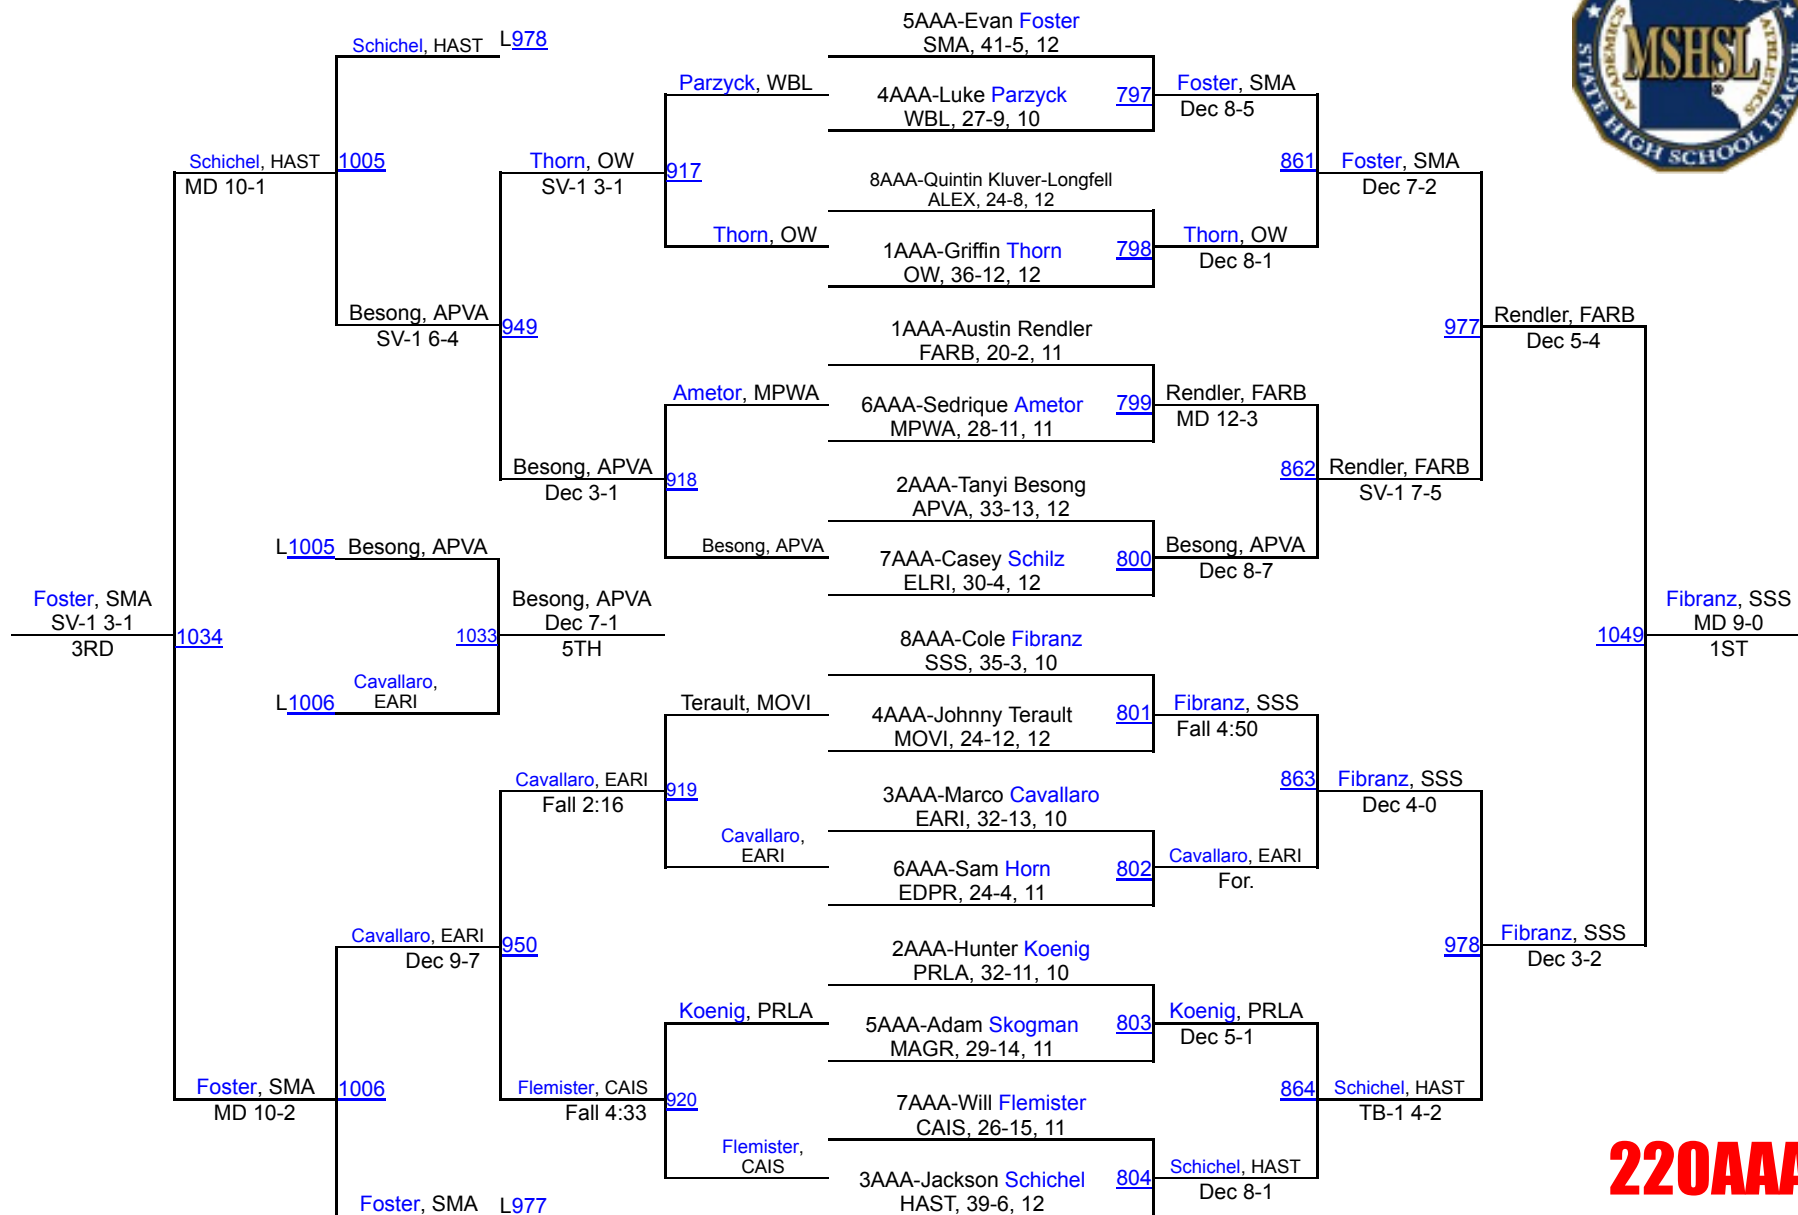 Schichel, HAST L978
1005
Schichel, HAST
MD 10-1
Besong, APVA
SV-1 6-4
949
Thorn, OW
SV-1 3-1
917
Parzyck, WBL
Thorn, OW
Besong, APVA
Dec 3-1
918
Ametor, MPWA
Besong, APVA
L1005 Besong, APVA
Foster, SMA
SV-1 3-1
3RD
1034
1033
Besong, APVA
Dec 7-1
5TH
L1006
Cavallaro,
EARI
Cavallaro, EARI
Fall 2:16
919
Terault, MOVI
Cavallaro,
EARI
Cavallaro, EARI
Dec 9-7
950
Flemister, CAIS
Fall 4:33
920
Koenig, PRLA
Flemister,
CAIS
Foster, SMA
MD 10-2
1006
Foster, SMA L977
5AAA-Evan Foster
SMA, 41-5, 12
4AAA-Luke Parzyck
WBL, 27-9, 10
797
8AAA-Quintin Kluver-Longfell
ALEX, 24-8, 12
1AAA-Griffin Thorn
OW, 36-12, 12
798
1AAA-Austin Rendler
FARB, 20-2, 11
6AAA-Sedrique Ametor
MPWA, 28-11, 11
799
2AAA-Tanyi Besong
APVA, 33-13, 12
7AAA-Casey Schilz
ELRI, 30-4, 12
800
8AAA-Cole Fibranz
SSS, 35-3, 10
4AAA-Johnny Terault
MOVI, 24-12, 12
801
3AAA-Marco Cavallaro
EARI, 32-13, 10
6AAA-Sam Horn
EDPR, 24-4, 11
802
2AAA-Hunter Koenig
PRLA, 32-11, 10
5AAA-Adam Skogman
MAGR, 29-14, 11
803
7AAA-Will Flemister
CAIS, 26-15, 11
3AAA-Jackson Schichel
HAST, 39-6, 12
804
Foster, SMA
Dec 8-5
Thorn, OW
Dec 8-1
861
Foster, SMA
Dec 7-2
Rendler, FARB
MD 12-3
Besong, APVA
Dec 8-7
862
Rendler, FARB
SV-1 7-5
977
Rendler, FARB
Dec 5-4
Fibranz, SSS
Fall 4:50
Cavallaro, EARI
For.
863
Fibranz, SSS
Dec 4-0
Koenig, PRLA
Dec 5-1
Schichel, HAST
Dec 8-1
864
Schichel, HAST
TB-1 4-2
978
Fibranz, SSS
Dec 3-2
1049
Fibranz, SSS
MD 9-0
1ST
MSHSL
ACADEMICS
ATHLETICS
STATE HIGH SCHOOL LEAGUE
220AAA